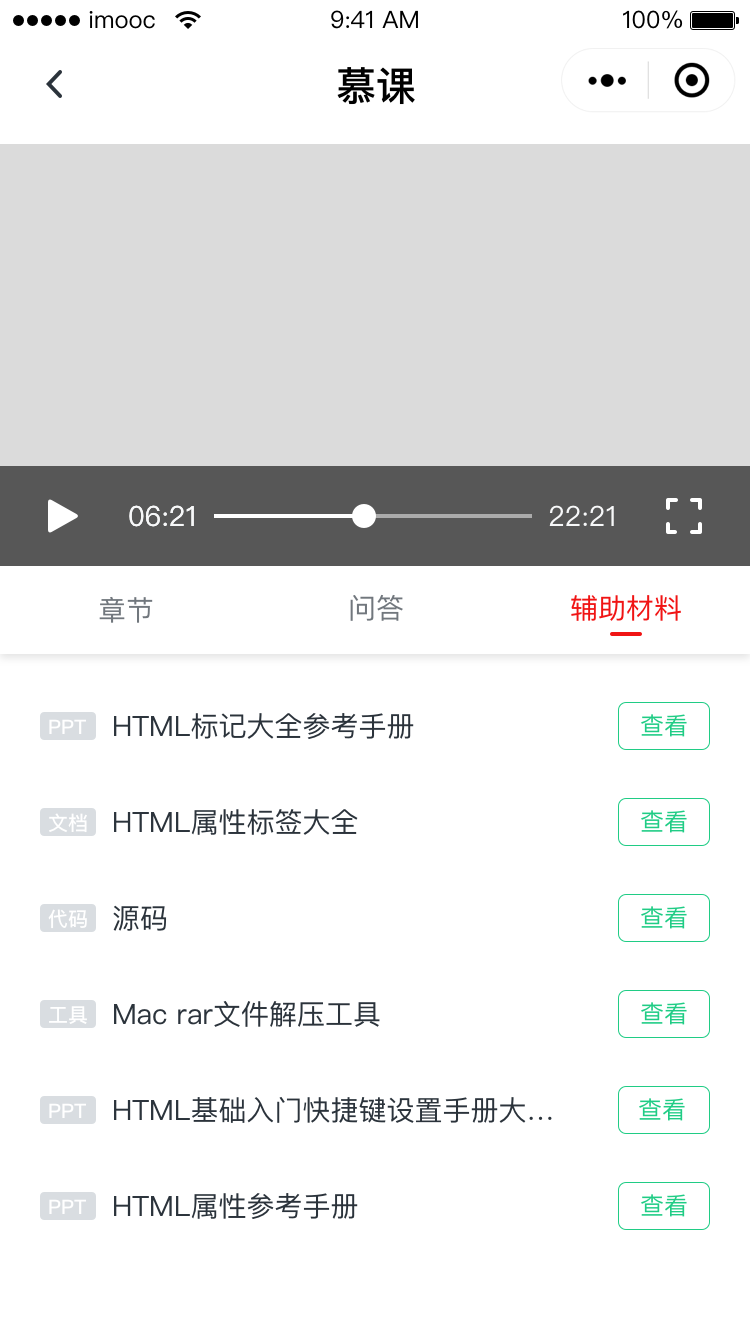 imooc 9:41 AM 100%
慕课
06:21 22:21
章节 问答 辅助材料
PPT HTML标记大全参考手册 查看
文档 HTML属性标签大全 查看
代码 源码 查看
工具 Mac rar文件解压工具 查看
PPT HTML基础入门快捷键设置手册大... 查看
PPT HTML属性参考手册 查看